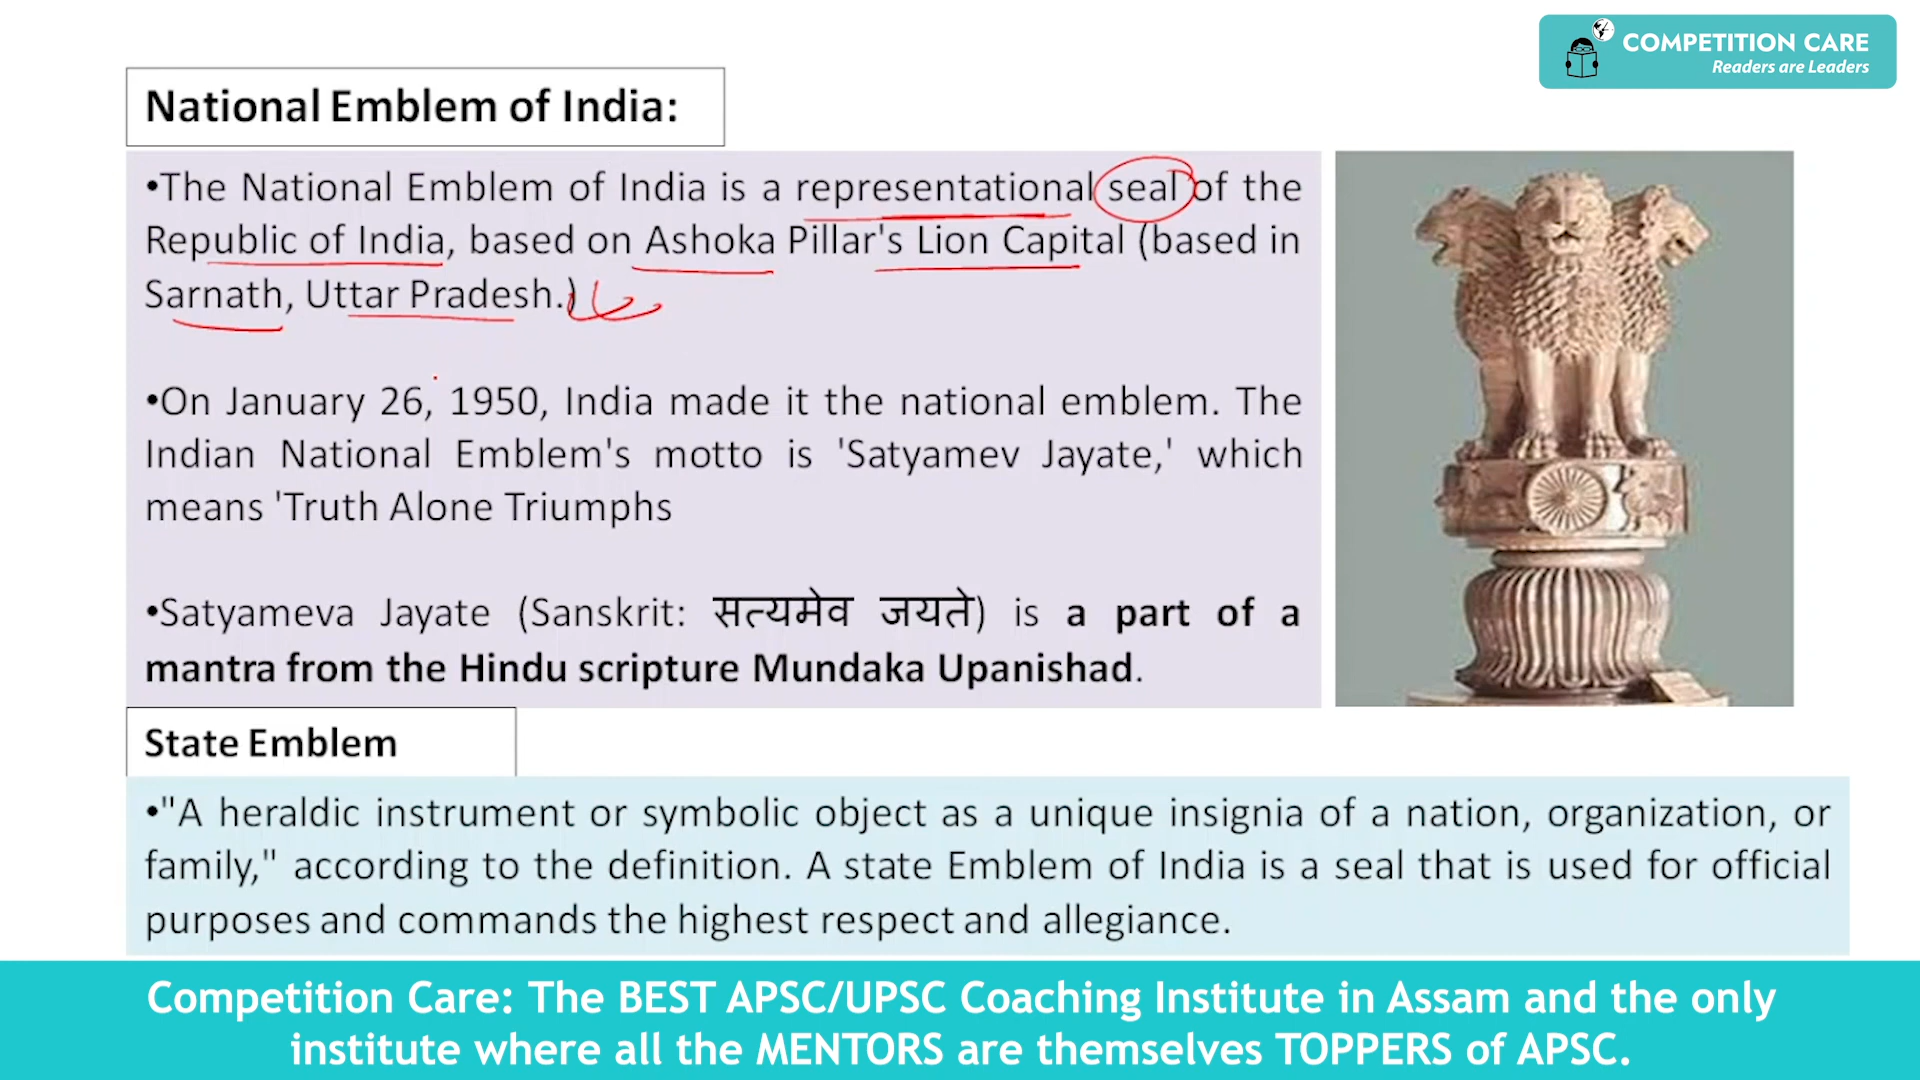 COMPETITION CARE
Readers are Leaders
National Emblem of India:
•The National Emblem of India is a representational seal of the
Republic of India, based on Ashoka Pillar's Lion Capital (based in
Sarnath, Uttar Pradesh.)
•On January 26, 1950, India made it the national emblem. The
Indian National Emblem's motto is 'Satyamev Jayate,' which
means 'Truth Alone Triumphs
•Satyameva Jayate (Sanskrit: सत्यमेव जयते) is a part of a
mantra from the Hindu scripture Mundaka Upanishad.
State Emblem
•"A heraldic instrument or symbolic object as a unique insignia of a nation, organization, or
family," according to the definition. A state Emblem of India is a seal that is used for official
purposes and commands the highest respect and allegiance.
Competition Care: The BEST APSC/UPSC Coaching Institute in Assam and the only
institute where all the MENTORS are themselves TOPPERS of APSC.